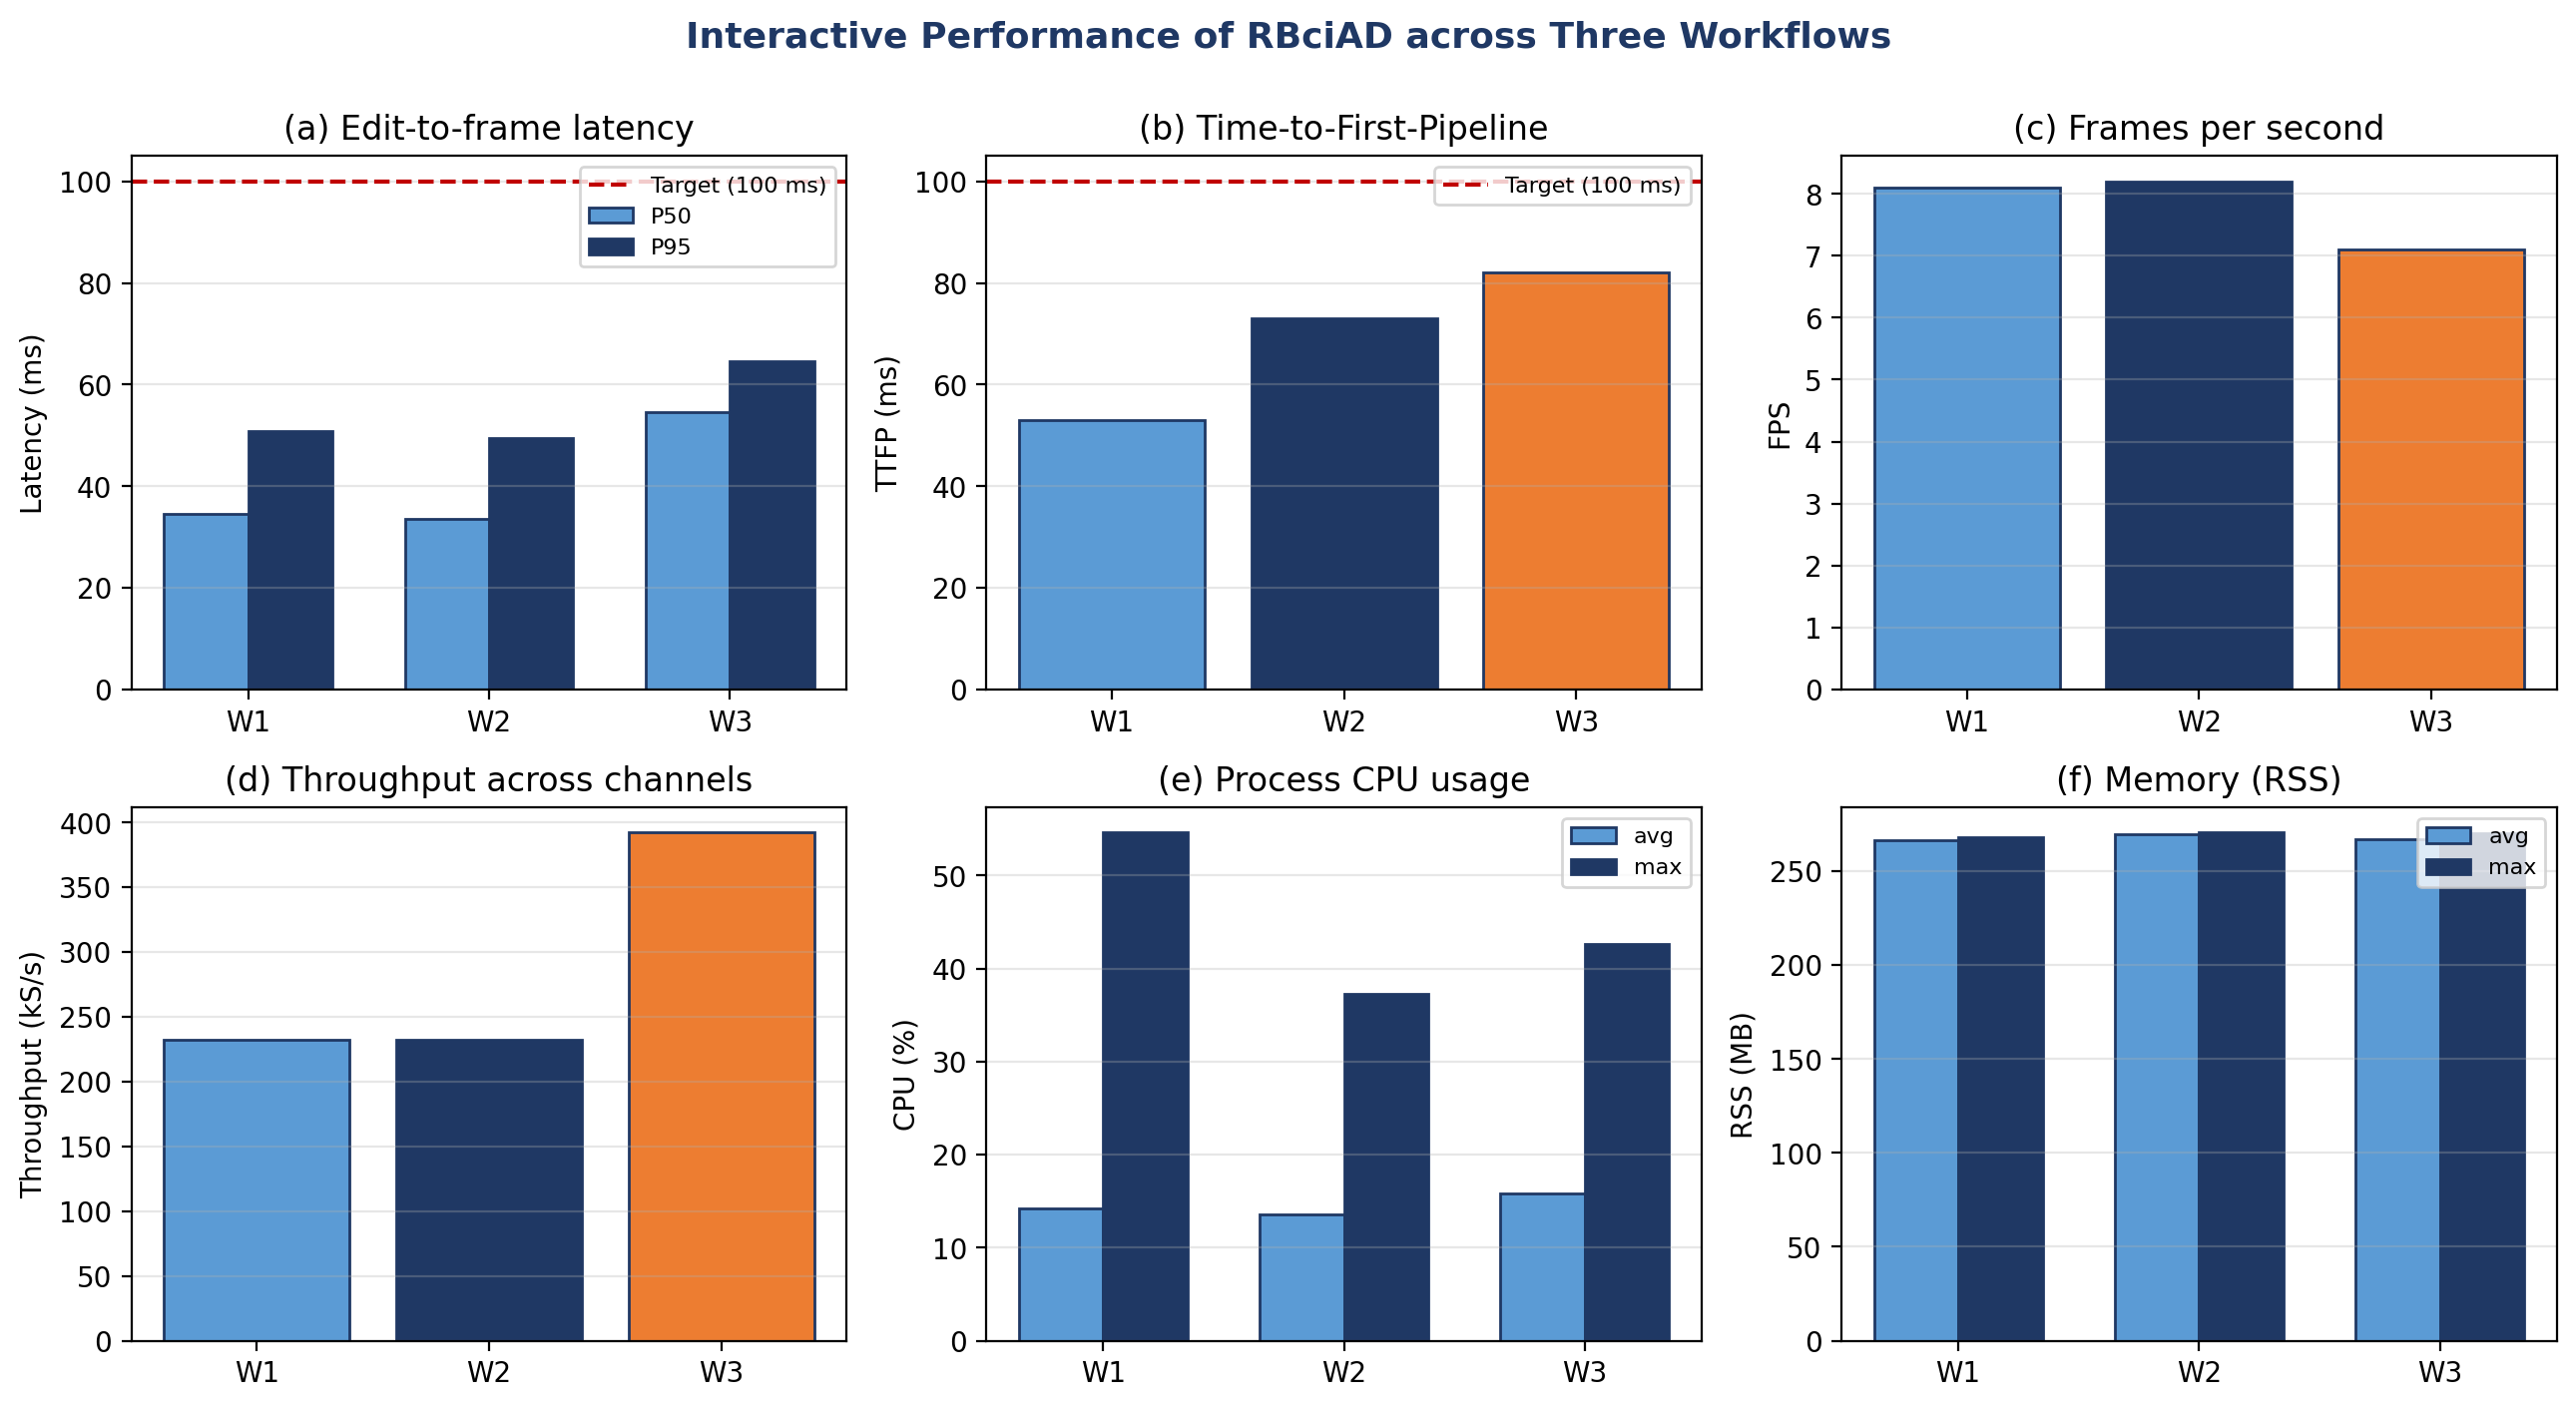 Interactive Performance of RBciAD across Three Workflows
(a) Edit-to-frame latency
Latency (ms)
100
80
60
40
20
0
Target (100 ms)
P50
P95
W1 W2 W3
(b) Time-to-First-Pipeline
TTFP (ms)
100
80
60
40
20
0
Target (100 ms)
W1 W2 W3
(c) Frames per second
FPS
8
7
6
5
4
3
2
1
0
W1 W2 W3
(d) Throughput across channels
Throughput (kS/s)
400
350
300
250
200
150
100
50
0
W1 W2 W3
(e) Process CPU usage
CPU (%)
50
40
30
20
10
0
avg
max
W1 W2 W3
(f) Memory (RSS)
RSS (MB)
250
200
150
100
50
0
avg
max
W1 W2 W3